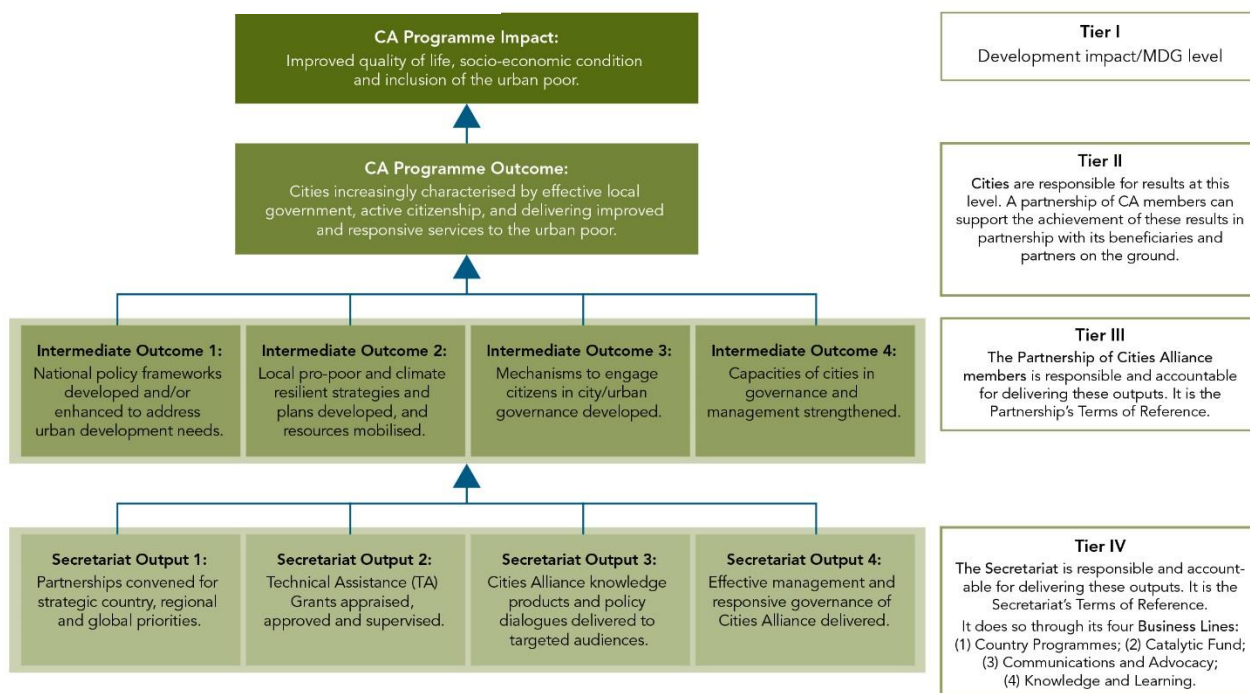 CA Programme Impact:
Improved quality of life, socio-economic condition
and inclusion of the urban poor.
Tier I
Development impact/MDG level
CA Programme Outcome:
Cities increasingly characterised by effective local
government, active citizenship, and delivering improved
and responsive services to the urban poor.
Tier II
Cities are responsible for results at this
level. A partnership of CA members can
support the achievement of these results in
partnership with its beneficiaries and
partners on the ground.
Intermediate Outcome 1:
National policy frameworks
developed and/or
enhanced to address
urban development needs.
Intermediate Outcome 2:
Local pro-poor and climate
resilient strategies and
plans developed, and
resources mobilised.
Intermediate Outcome 3:
Mechanisms to engage
citizens in city/urban
governance developed.
Intermediate Outcome 4:
Capacities of cities in
governance and
management strengthened.
Tier III
The Partnership of Cities Alliance
members is responsible and accountable
for delivering these outputs. It is the
Partnership's Terms of Reference.
Secretariat Output 1:
Partnerships convened for
strategic country, regional
and global priorities.
Secretariat Output 2:
Technical Assistance (TA)
Grants appraised,
approved and supervised.
Secretariat Output 3:
Cities Alliance knowledge
products and policy
dialogues delivered to
targeted audiences.
Secretariat Output 4:
Effective management and
responsive governance of
Cities Alliance delivered.
Tier IV
The Secretariat is responsible and account-
able for delivering these outputs. It is the
Secretariat's Terms of Reference.
It does so through its four Business Lines:
(1) Country Programmes; (2) Catalytic Fund;
(3) Communications and Advocacy;
(4) Knowledge and Learning.